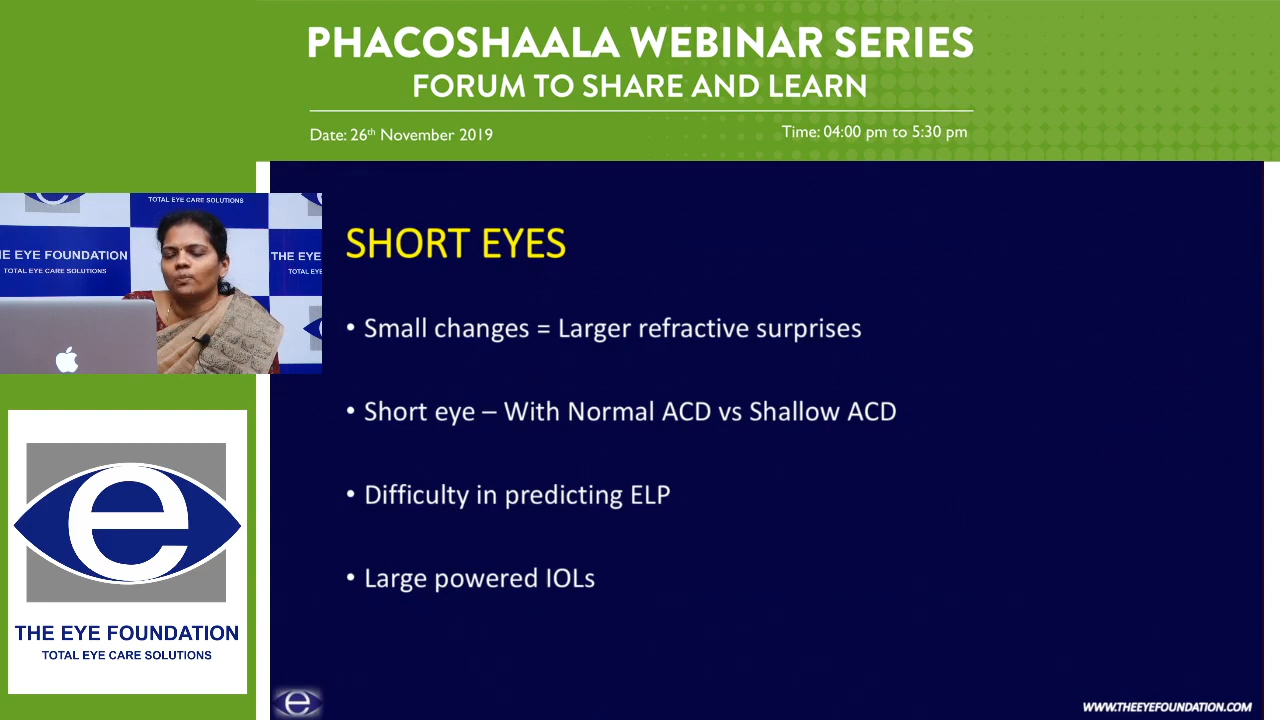 PHACOSHAALA WEBINAR SERIES
FORUM TO SHARE AND LEARN
Date: 26th November 2019
Time: 04:00 pm to 5:30 pm
TOTAL EYE CARE SOLUTIONS
HE EYE FOUNDATION
TOTAL EYE CARE SOLUTIONS
THE EYE
TOTAL EYE
SHORT EYES
• Small changes = Larger refractive surprises
• Short eye – With Normal ACD vs Shallow ACD
• Difficulty in predicting ELP
• Large powered IOLs
e
THE EYE FOUNDATION
TOTAL EYE CARE SOLUTIONS
e
WWW.THEEYEFOUNDATION.COM